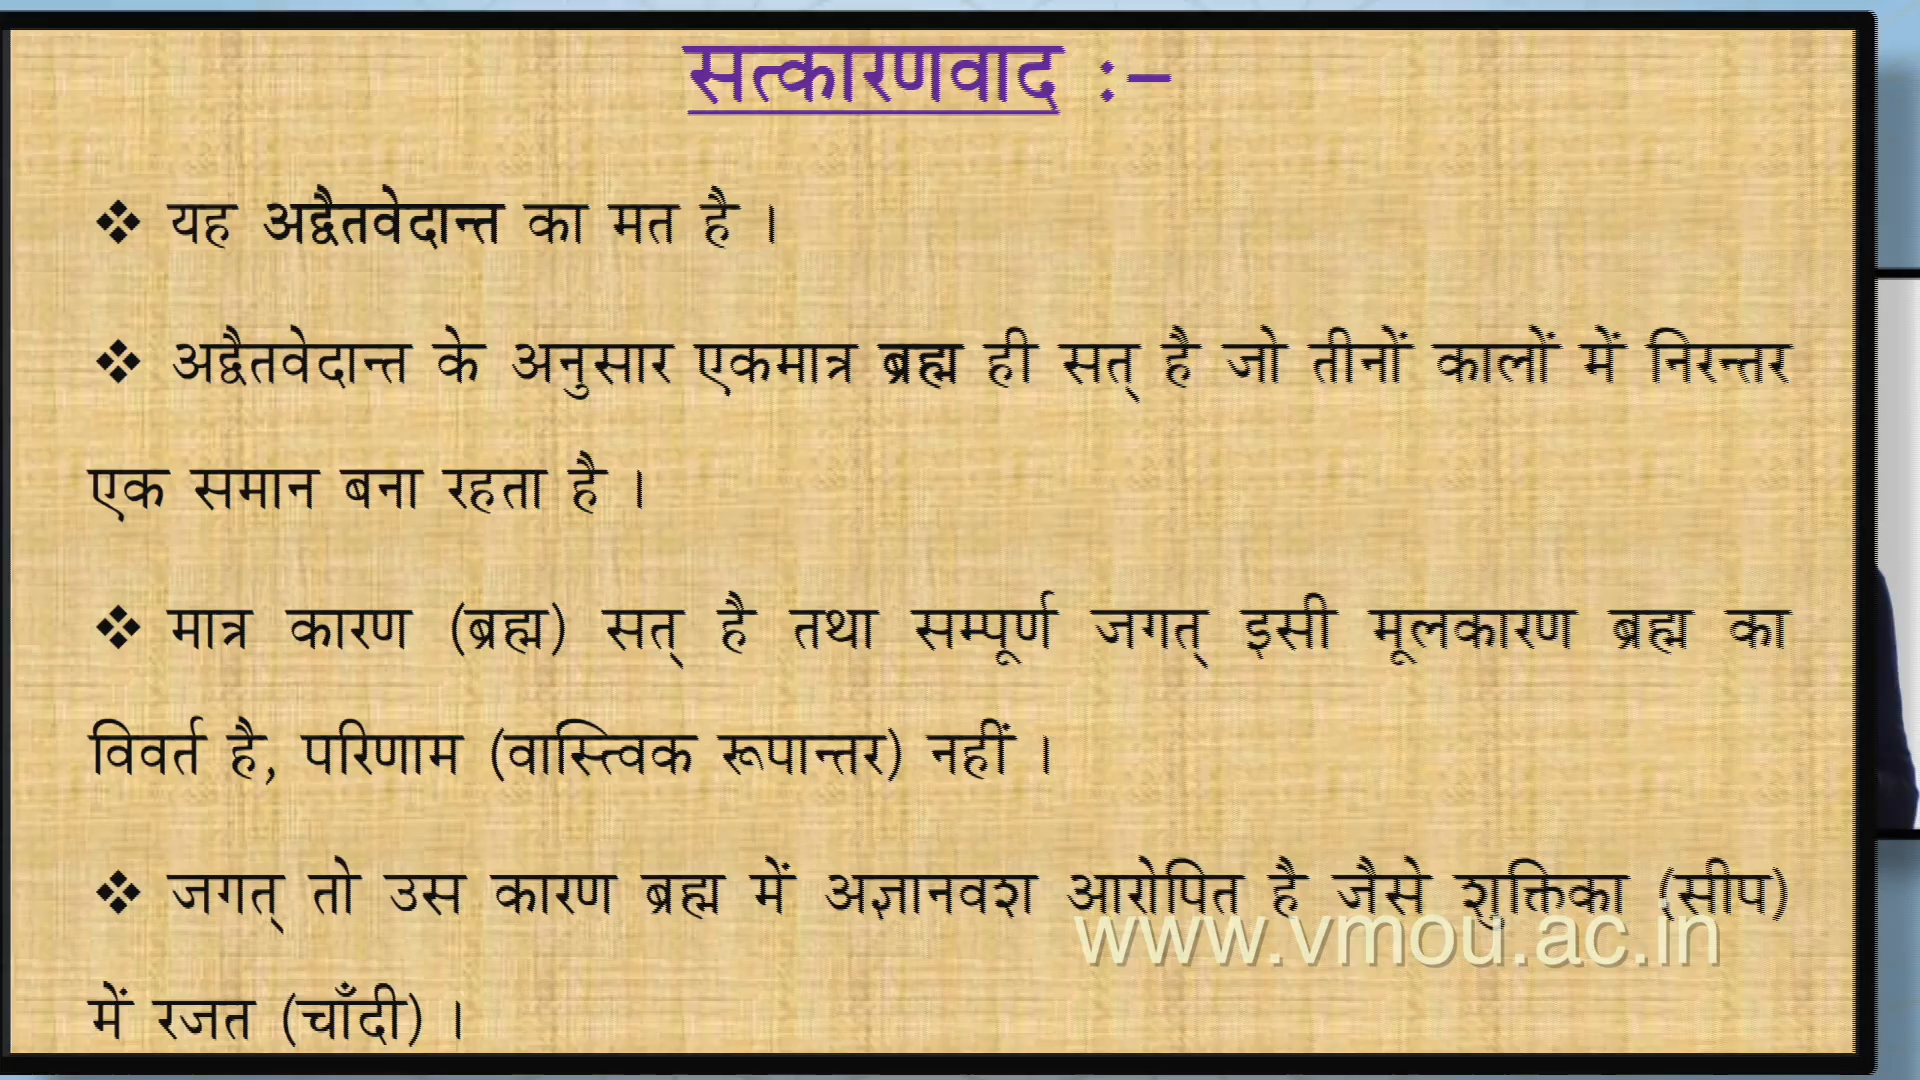 सत्कारणवाद :–
❖ यह अद्वैतवेदान्त का मत है ।
❖ अद्वैतवेदान्त के अनुसार एकमात्र ब्रह्म ही सत् है जो तीनों कालों में निरन्तर
एक समान बना रहता है ।
❖ मात्र कारण (ब्रह्म) सत् है तथा सम्पूर्ण जगत् इसी मूलकारण ब्रह्म का
विवर्त है, परिणाम (वास्त्विक रूपान्तर) नहीं ।
❖ जगत् तो उस कारण ब्रह्म में अज्ञानवश आरोपित है जैसे शुक्तिका (सीप)
www.vmou.ac.in
में रजत (चाँदी) ।